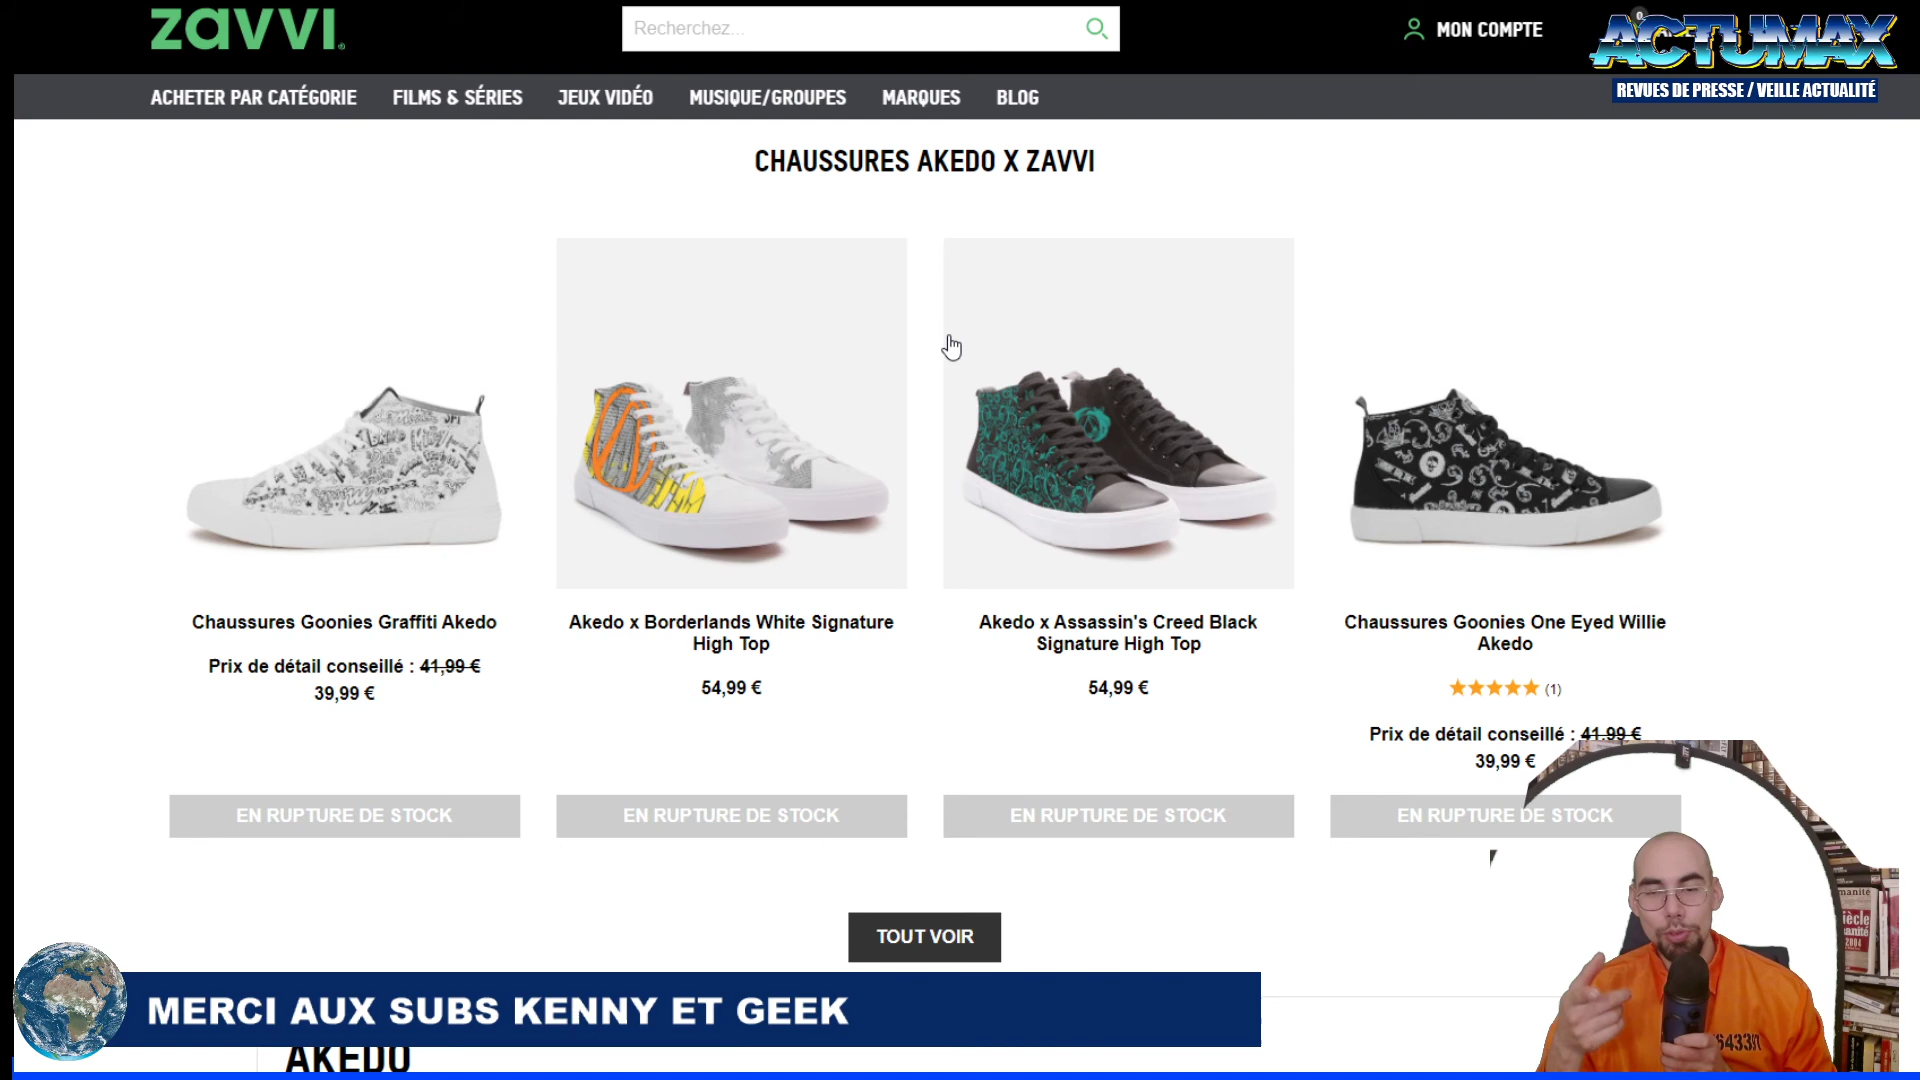 zavvi
Recherchez...
MON COMPTE
0
ACTUMAX
REVUES DE PRESSE / VEILLE ACTUALITÉ
ACHETER PAR CATÉGORIE
FILMS & SÉRIES
JEUX VIDÉO
MUSIQUE/GROUPES
MARQUES
BLOG
CHAUSSURES AKEDO X ZAVVI
Chaussures Goonies Graffiti Akedo
Prix de détail conseillé : 41,99 €
39,99 €
EN RUPTURE DE STOCK
Akedo x Borderlands White Signature
High Top
54,99 €
EN RUPTURE DE STOCK
Akedo x Assassin's Creed Black
Signature High Top
54,99 €
EN RUPTURE DE STOCK
Chaussures Goonies One Eyed Willie
Akedo
(1)
Prix de détail conseillé : 41,99 €
39,99 €
EN RUPTURE DE STOCK
TOUT VOIR
MERCI AUX SUBS KENNY ET GEEK
AKEDO